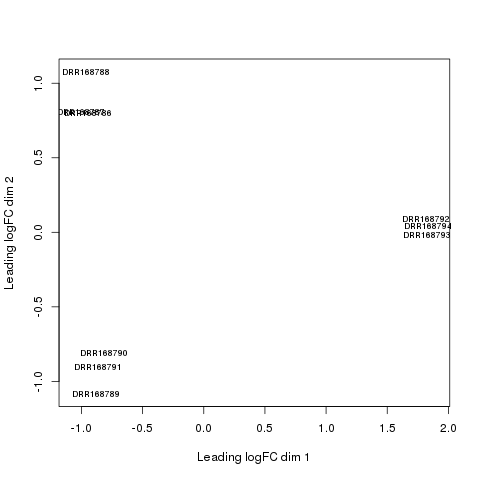 DRR168788
DRR168787
DRR168786
DRR168792
DRR168794
DRR168793
DRR168790
DRR168791
DRR168789
1.0
0.5
0.0
-0.5
-1.0
Leading logFC dim 2
-1.0 -0.5 0.0 0.5 1.0 1.5 2.0
Leading logFC dim 1